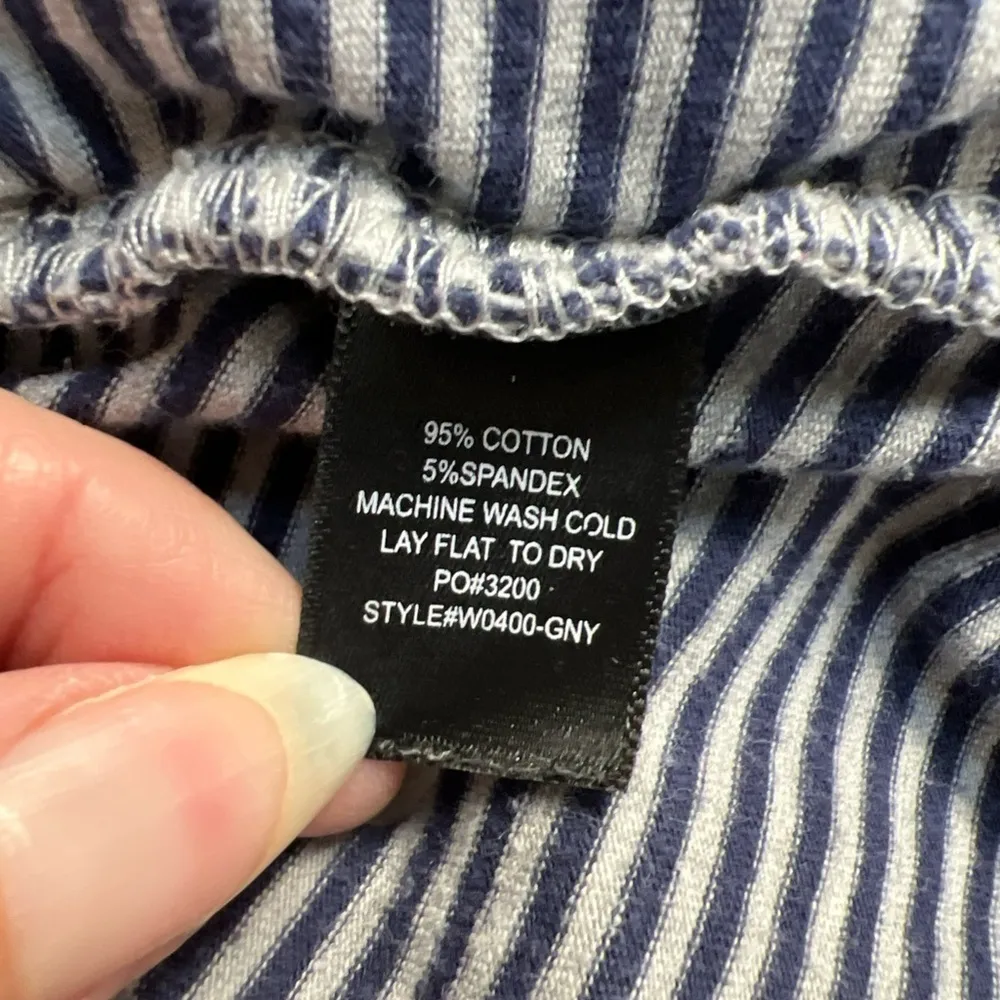 95% COTTON
5%SPANDEX
MACHINE WASH COLD
LAY FLAT TO DRY
PO#3200
STYLE#W0400-GNY